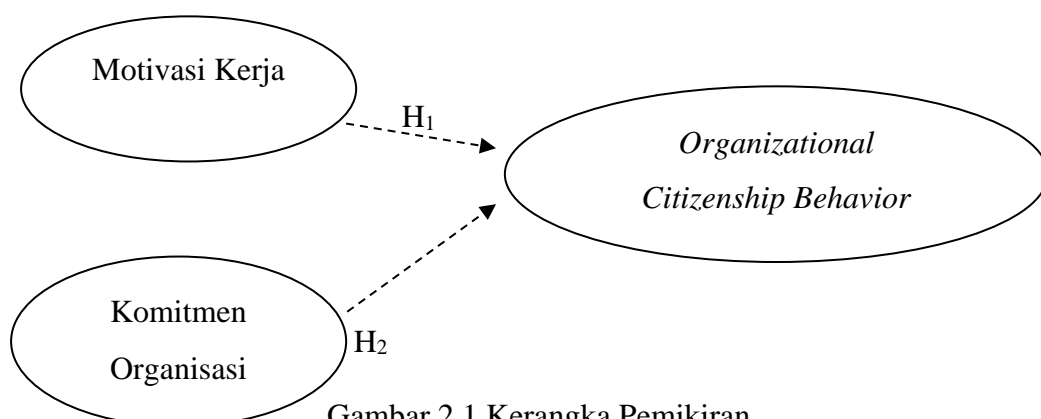 Motivasi Kerja
H₁
Organizational
Citizenship Behavior
Komitmen
Organisasi
H₂
Gambar 2.1 Kerangka Pemikiran